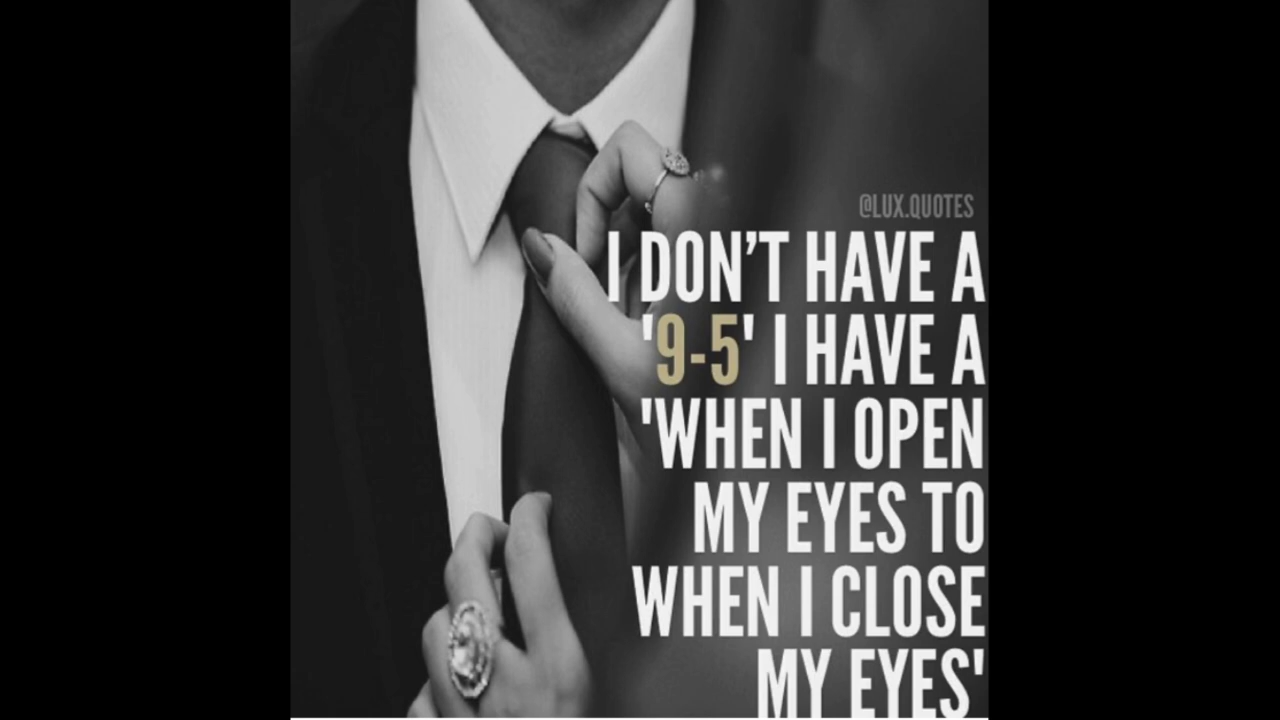 @LUX.QUOTES
I DON'T HAVE A
'9-5' I HAVE A
'WHEN I OPEN
MY EYES TO
WHEN I CLOSE
MY EYES'